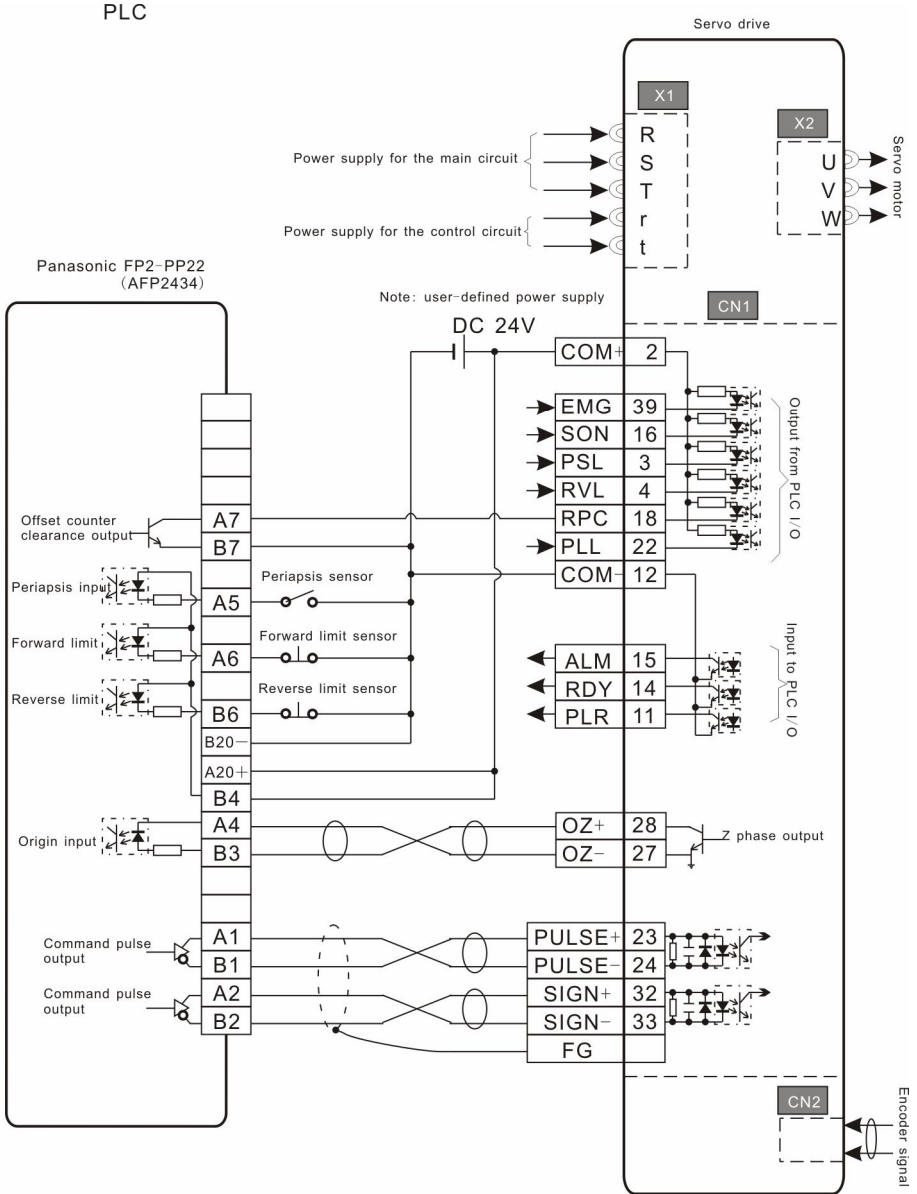 PLC
Servo drive
X1
R
S
T
r
t
Power supply for the main circuit
Power supply for the control circuit
X2
U
V
W
Servo motor
Panasonic FP2-PP22
(AFP2434)
Note: user-defined power supply
DC 24V
CN1
COM+ 2
EMG 39
SON 16
PSL 3
RVL 4
RPC 18
PLL 22
COM- 12
Output from PLC I/O
ALM 15
RDY 14
PLR 11
Input to PLC I/O
Offset counter
clearance output
A7
B7
Periapsis input
A5
Periapsis sensor
Forward limit
A6
Forward limit sensor
Reverse limit
B6
Reverse limit sensor
B20-
A20+
B4
Origin input
A4
B3
OZ+ 28
OZ- 27
Z phase output
Command pulse
output
A1
B1
Command pulse
output
A2
B2
PULSE+ 23
PULSE- 24
SIGN+ 32
SIGN- 33
FG
CN2
Encoder signal